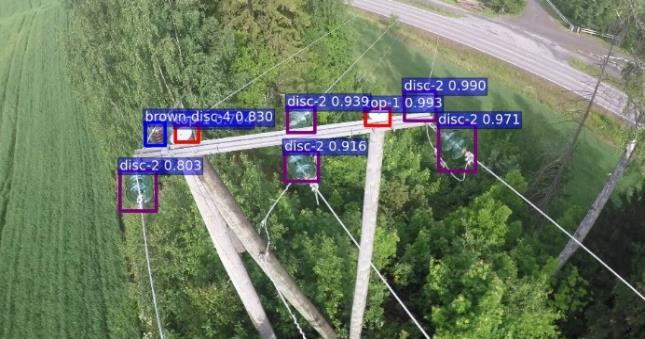 disc-2 0.990
disc-2 0.939
op-1 0.993
brown-disc-4 0.830
disc-2 0.971
disc-2 0.916
disc-2 0.803